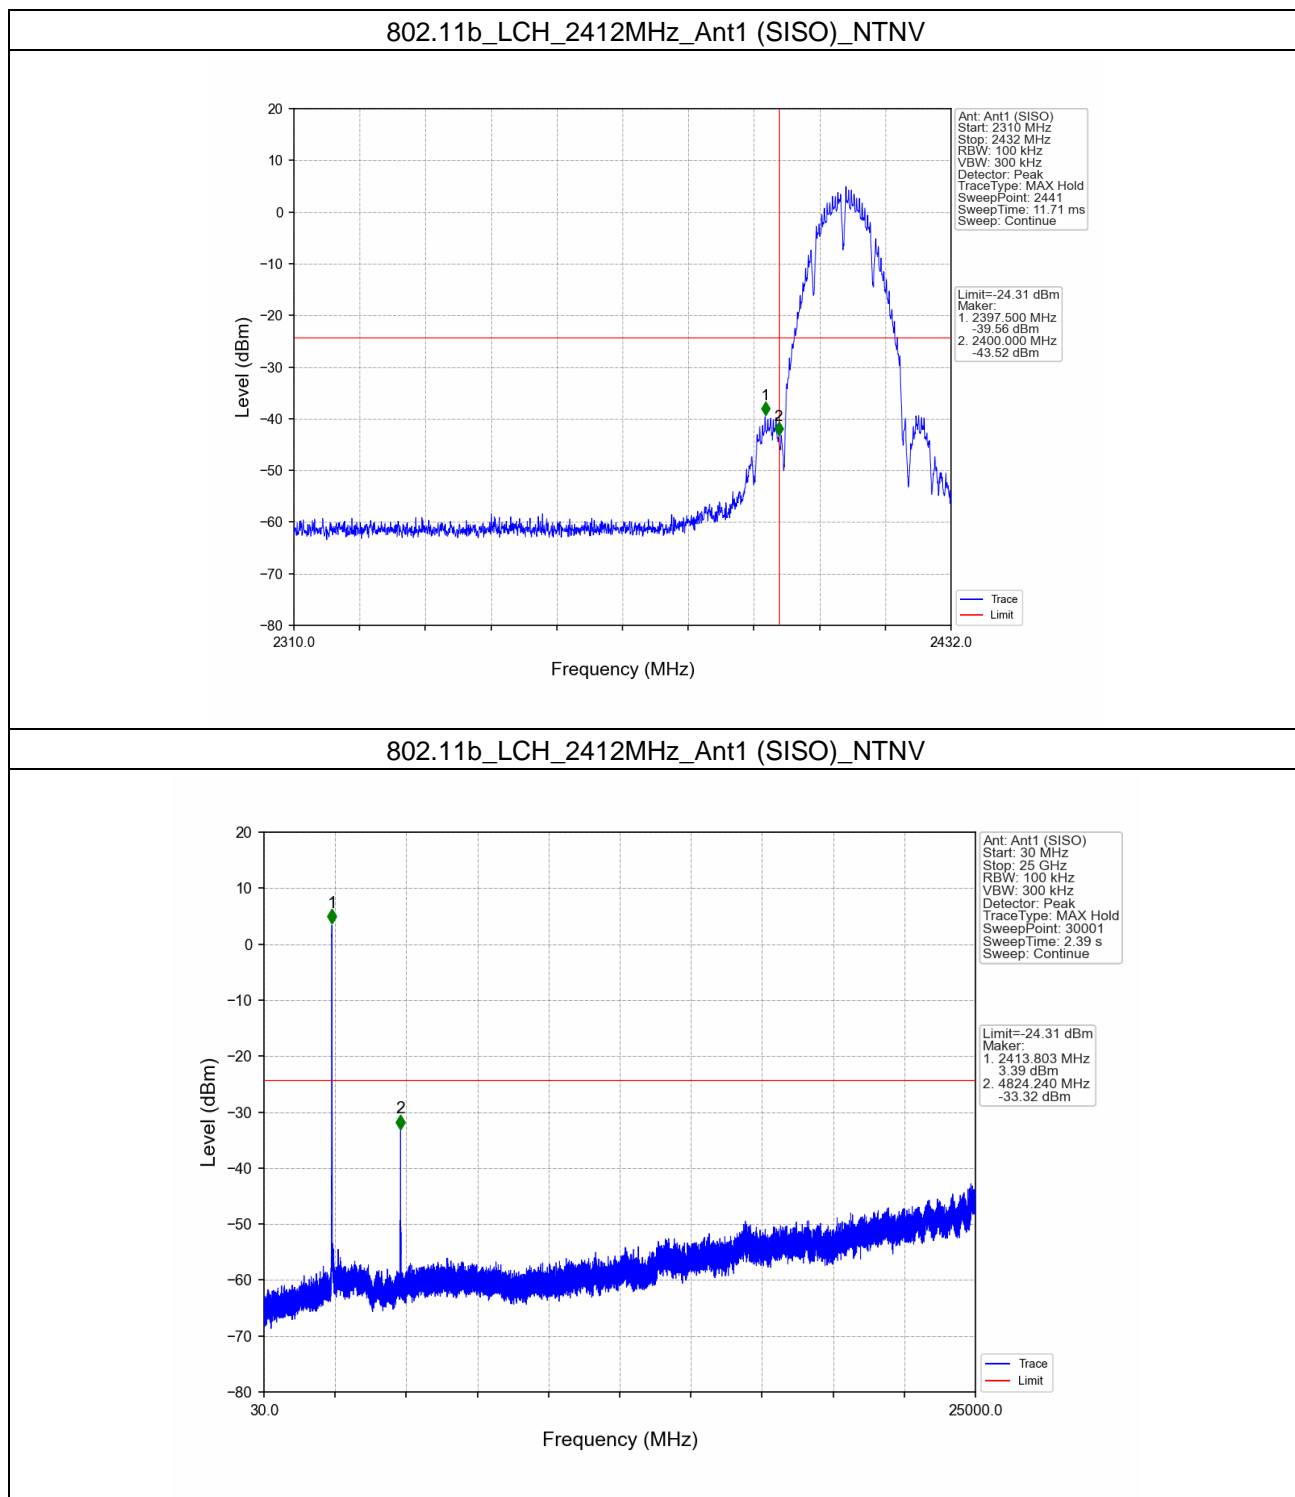 802.11b_LCH_2412MHz_Ant1 (SISO)_NTNV
20
10
0
−10
−20
−30
−40
−50
−60
−70
−80
Level (dBm)
1
2
2310.0
2432.0
Frequency (MHz)
Ant: Ant1 (SISO)
Start: 2310 MHz
Stop: 2432 MHz
RBW: 100 kHz
VBW: 300 kHz
Detector: Peak
TraceType: MAX Hold
SweepPoint: 2441
SweepTime: 11.71 ms
Sweep: Continue
Limit=-24.31 dBm
Maker:
1. 2397.500 MHz
-39.56 dBm
2. 2400.000 MHz
-43.52 dBm
Trace
Limit
802.11b_LCH_2412MHz_Ant1 (SISO)_NTNV
20
10
0
−10
−20
−30
−40
−50
−60
−70
−80
Level (dBm)
1
2
30.0
25000.0
Frequency (MHz)
Ant: Ant1 (SISO)
Start: 30 MHz
Stop: 25 GHz
RBW: 100 kHz
VBW: 300 kHz
Detector: Peak
TraceType: MAX Hold
SweepPoint: 30001
SweepTime: 2.39 s
Sweep: Continue
Limit=-24.31 dBm
Maker:
1. 2413.803 MHz
3.39 dBm
2. 4824.240 MHz
-33.32 dBm
Trace
Limit